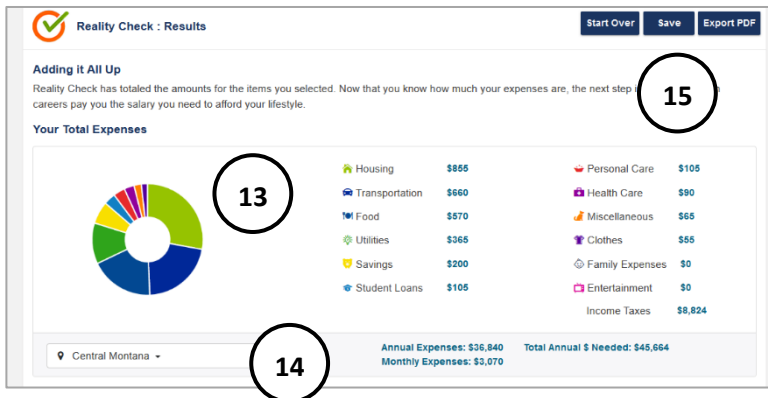 Reality Check : Results
Start Over
Save
Export PDF
Adding it All Up
Reality Check has totaled the amounts for the items you selected. Now that you know how much your expenses are, the next step
careers pay you the salary you need to afford your lifestyle.
15
Your Total Expenses
13
Housing $855
Transportation $660
Food $570
Utilities $365
Savings $200
Student Loans $105
Personal Care $105
Health Care $90
Miscellaneous $65
Clothes $55
Family Expenses $0
Entertainment $0
Income Taxes $8,824
Central Montana
14
Annual Expenses: $36,840 Total Annual $ Needed: $45,664
Monthly Expenses: $3,070